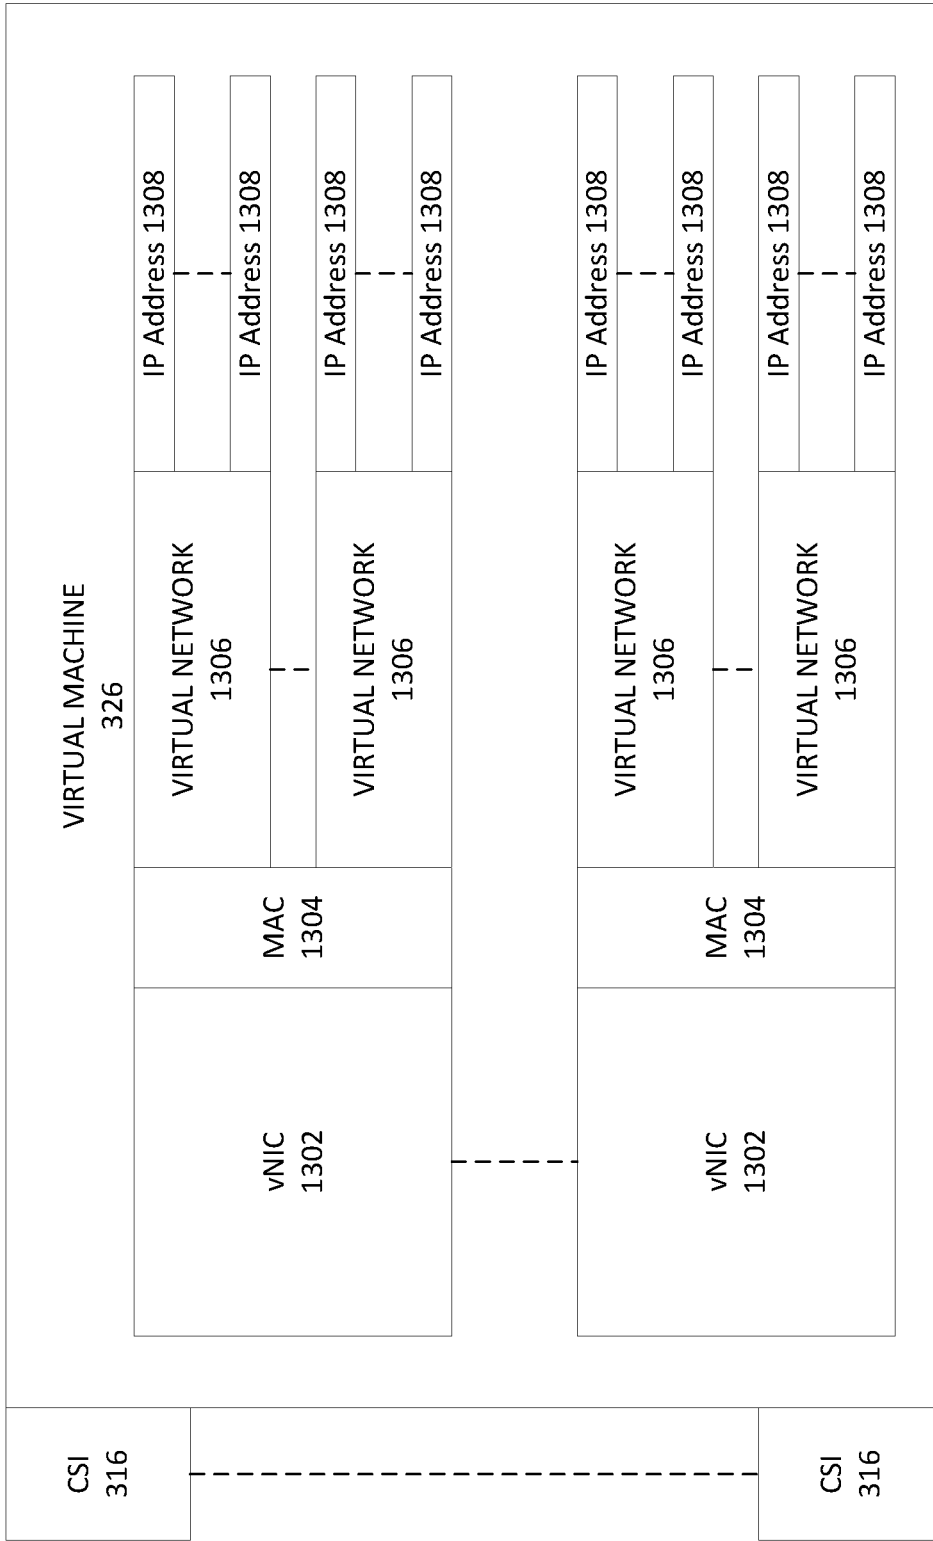 VIRTUAL MACHINE
326
CSI
316
vNIC
1302
MAC
1304
VIRTUAL NETWORK
1306
IP Address 1308
IP Address 1308
VIRTUAL NETWORK
1306
IP Address 1308
IP Address 1308
vNIC
1302
MAC
1304
VIRTUAL NETWORK
1306
IP Address 1308
IP Address 1308
VIRTUAL NETWORK
1306
IP Address 1308
IP Address 1308
CSI
316